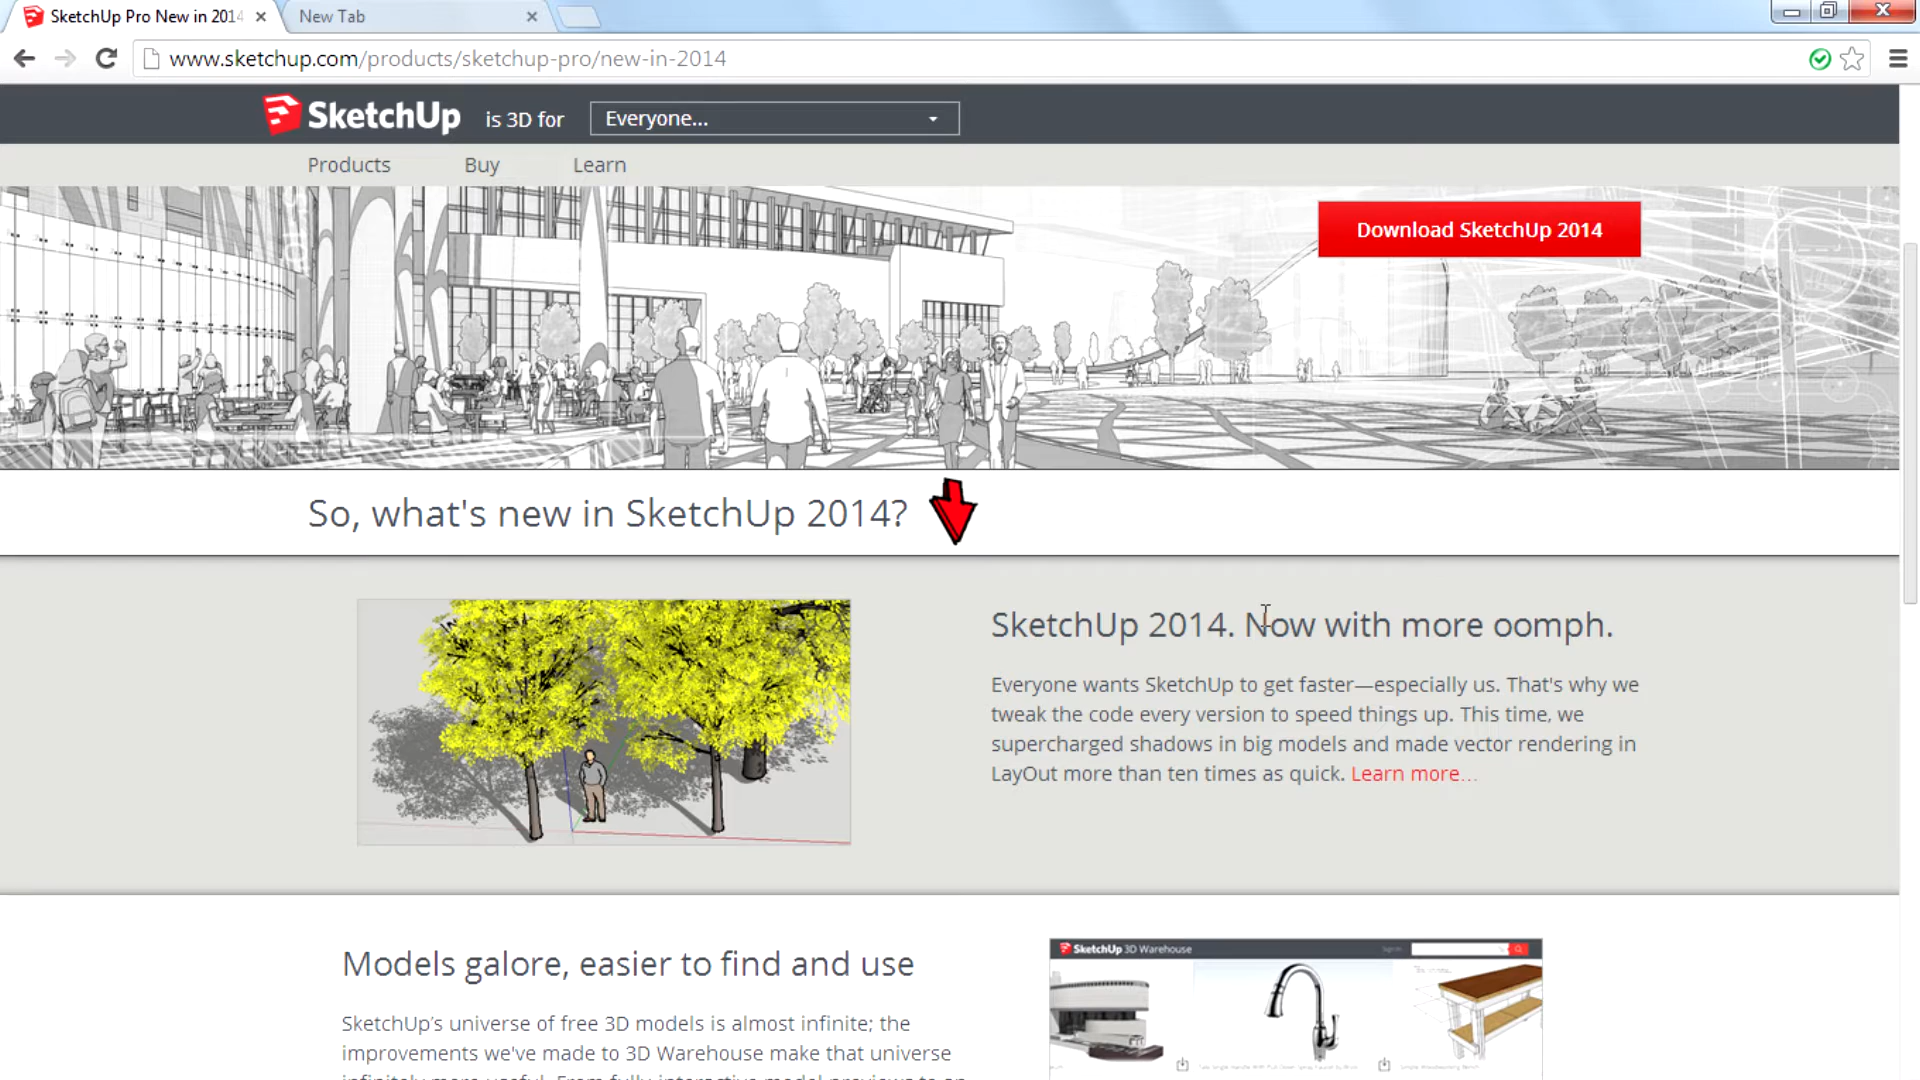 SketchUp Pro New in 2014
New Tab
www.sketchup.com/products/sketchup-pro/new-in-2014
SketchUp is 3D for Everyone...
Products Buy Learn
Download SketchUp 2014
So, what's new in SketchUp 2014?
SketchUp 2014. Now with more oomph.
Everyone wants SketchUp to get faster—especially us. That's why we
tweak the code every version to speed things up. This time, we
supercharged shadows in big models and made vector rendering in
LayOut more than ten times as quick. Learn more...
Models galore, easier to find and use
SketchUp's universe of free 3D models is almost infinite; the
improvements we've made to 3D Warehouse make that universe
SketchUp 3D Warehouse